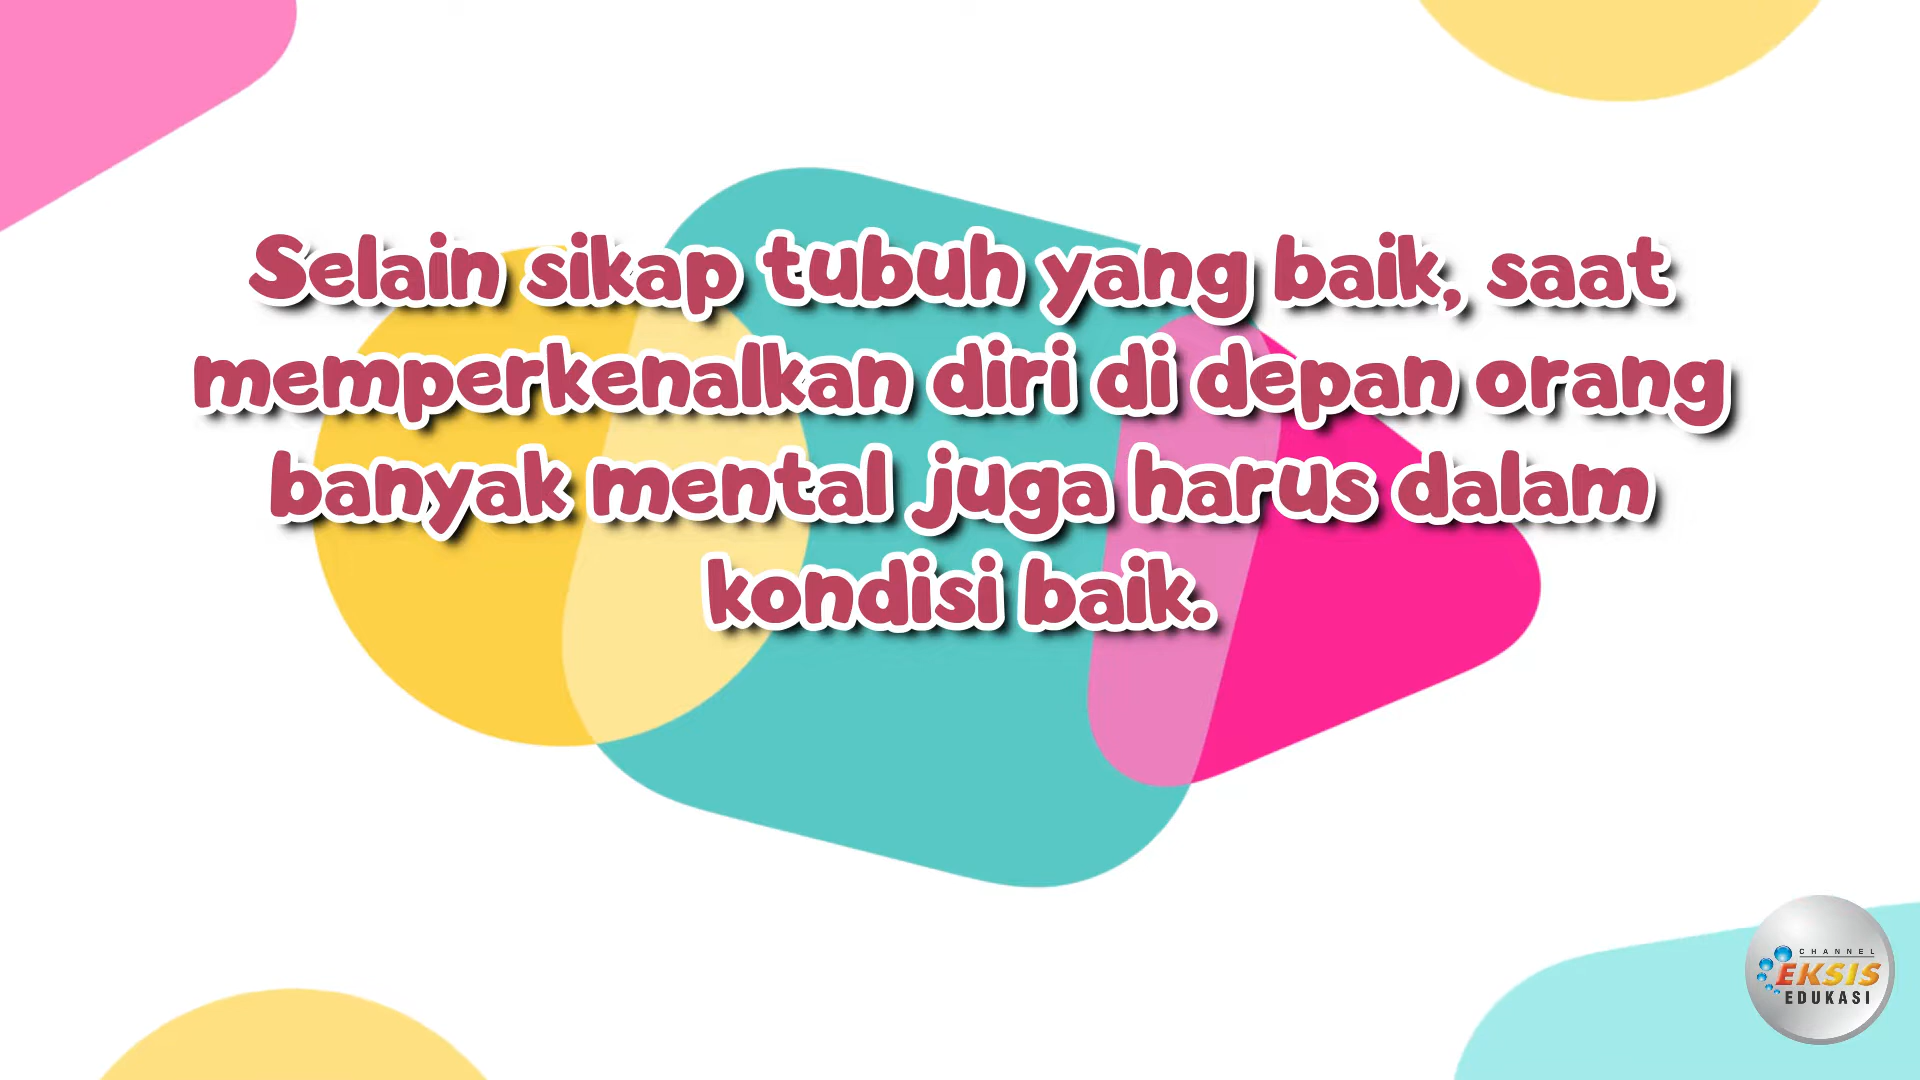 Selain sikap tubuh yang baik, saat
memperkenalkan diri di depan orang
banyak mental juga harus dalam
kondisi baik.
CHANNEL
EKSIS
EDUKASI